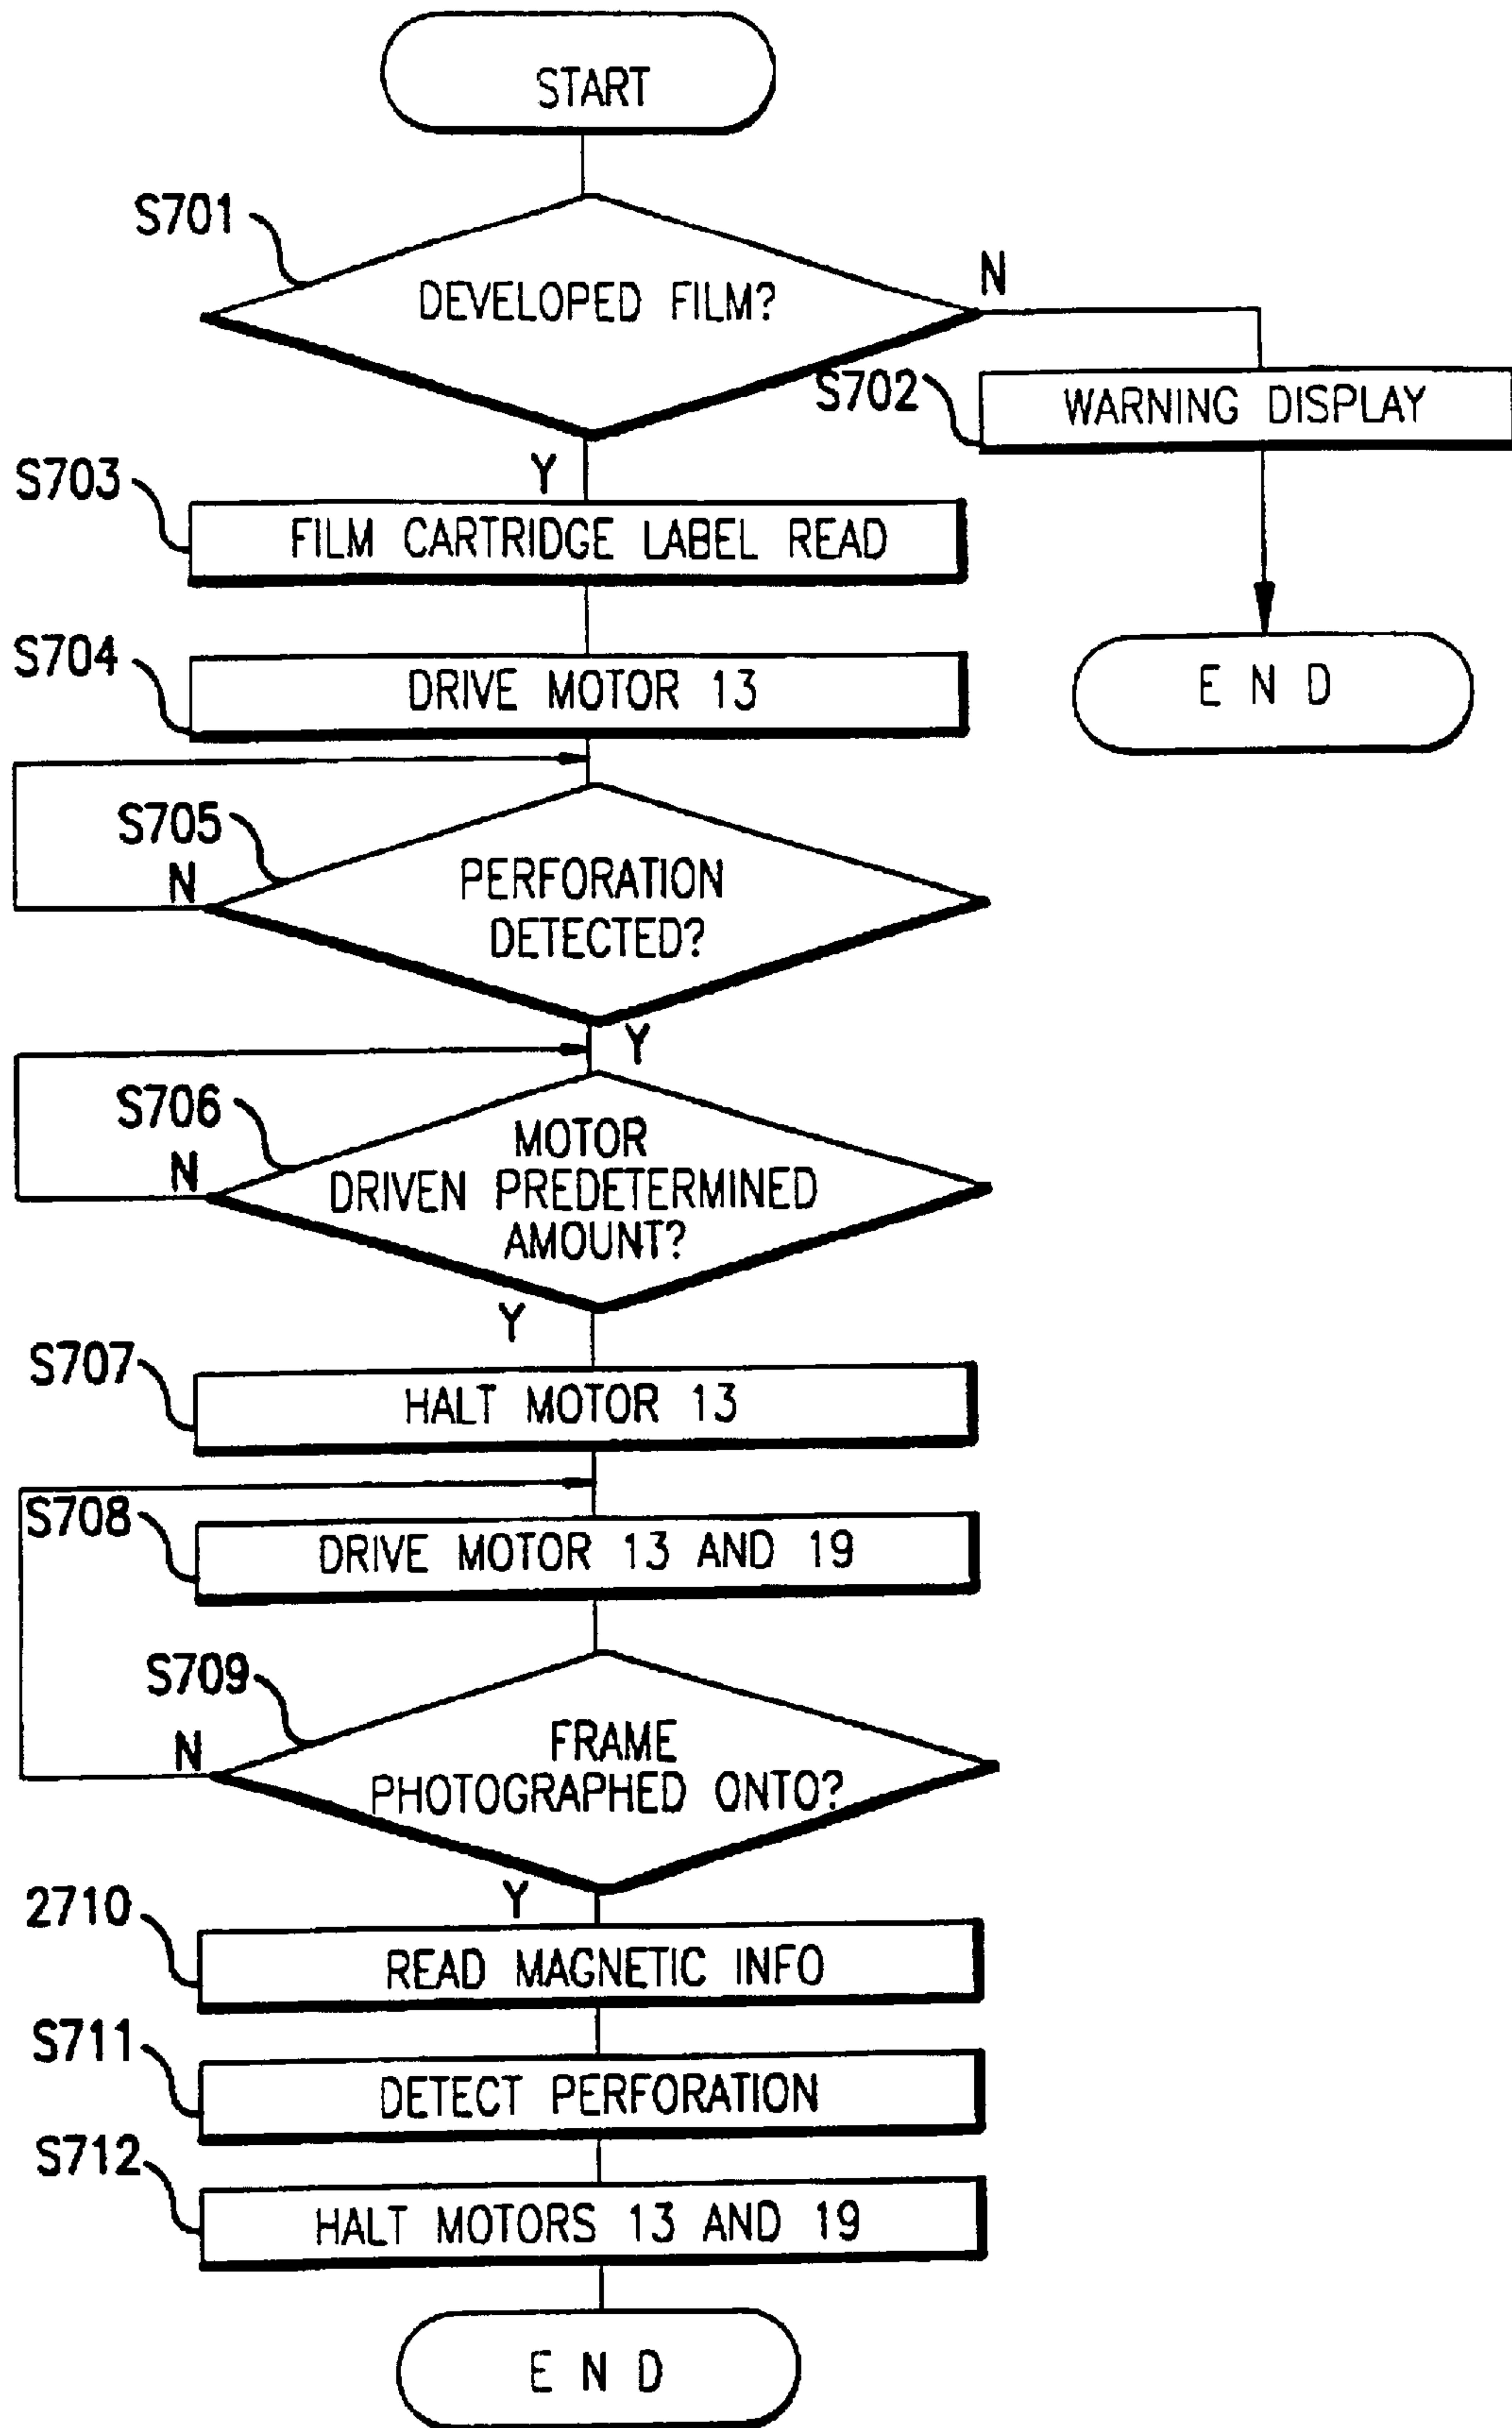 START
S701
DEVELOPED FILM?
N
S702
WARNING DISPLAY
E N D
Y
S703
FILM CARTRIDGE LABEL READ
S704
DRIVE MOTOR 13
S705
N
PERFORATION
DETECTED?
Y
S706
N
MOTOR
DRIVEN PREDETERMINED
AMOUNT?
Y
S707
HALT MOTOR 13
S708
DRIVE MOTOR 13 AND 19
S709
N
FRAME
PHOTOGRAPHED ONTO?
Y
2710
READ MAGNETIC INFO
S711
DETECT PERFORATION
S712
HALT MOTORS 13 AND 19
E N D